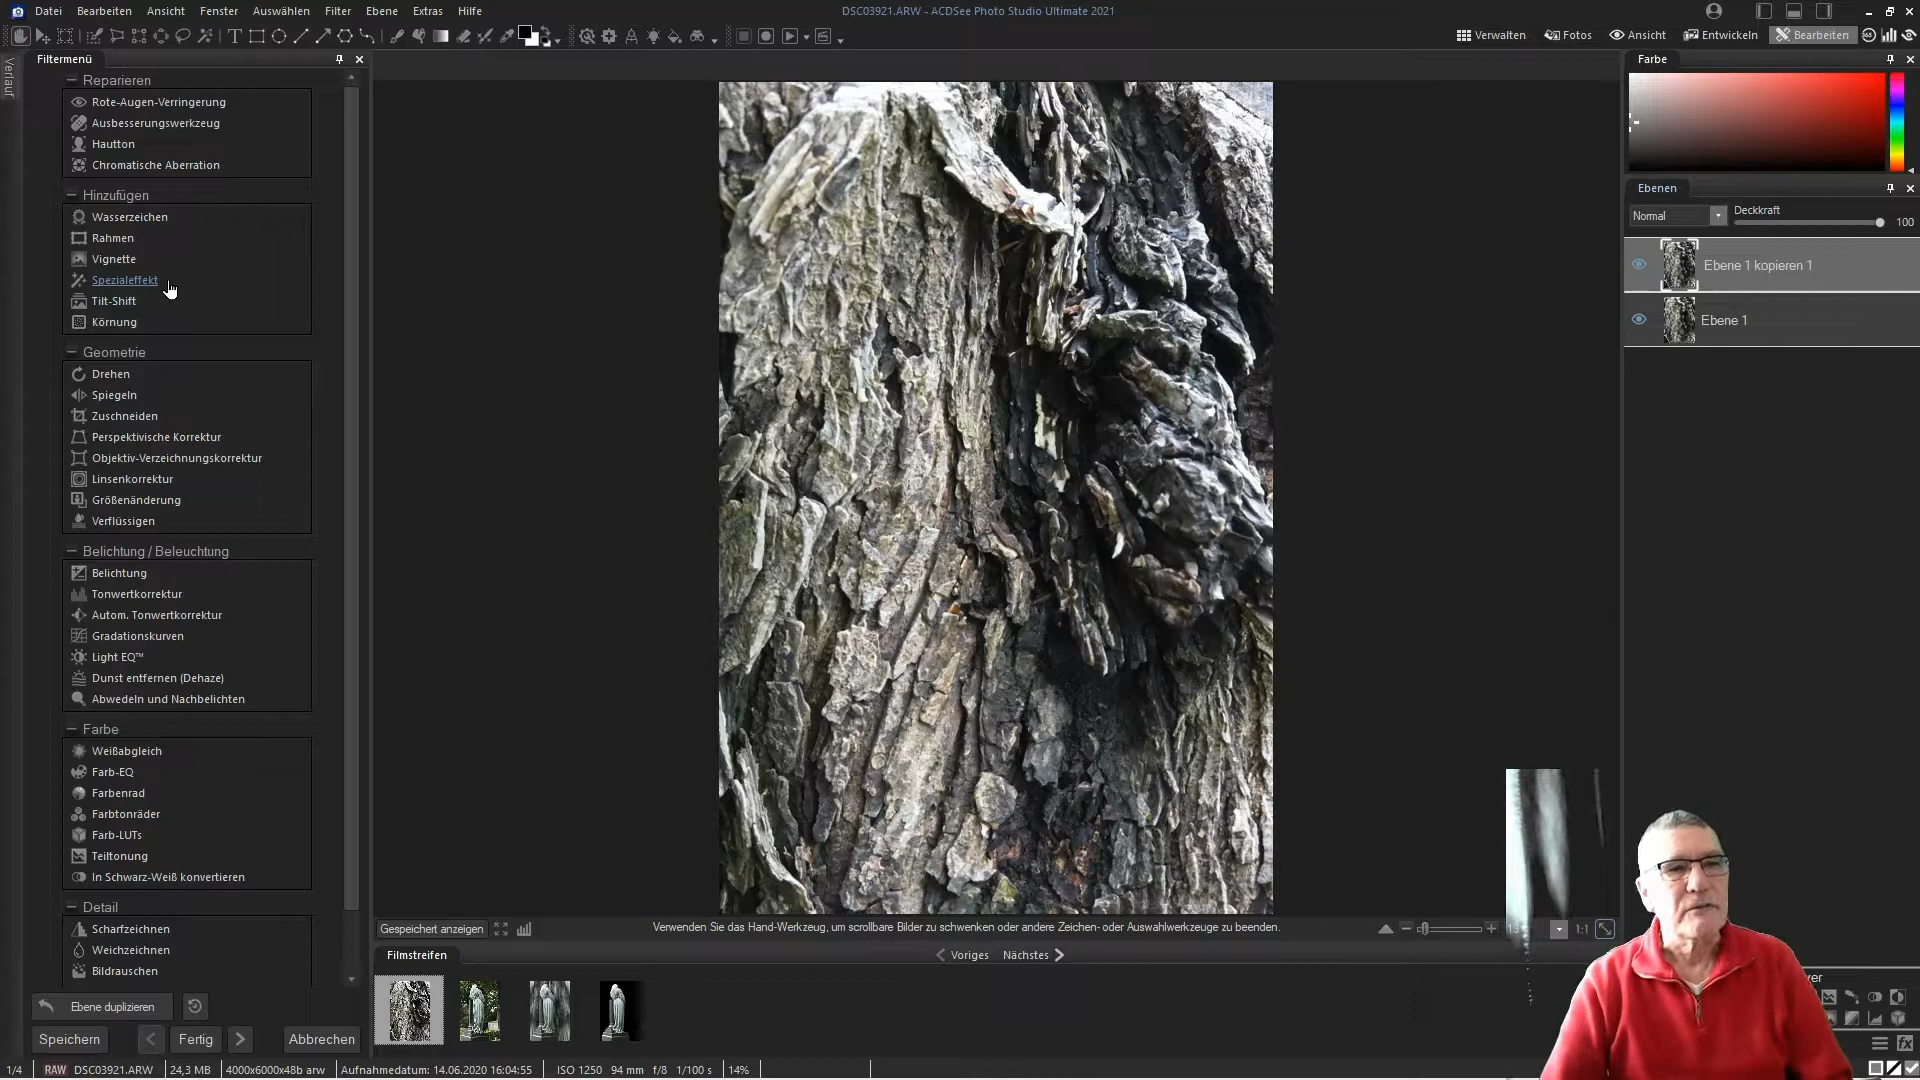 Datei Bearbeiten Ansicht Fenster Auswählen Filter Ebene Extras Hilfe
DSC03921.ARW - ACDSee Photo Studio Ultimate 2021
Verwalten Fotos Ansicht Entwickeln Bearbeiten 365
Verlauf
Filtermenü
Reparieren
Rote-Augen-Verringerung
Ausbesserungswerkzeug
Hautton
Chromatische Aberration
Hinzufügen
Wasserzeichen
Rahmen
Vignette
Spezialeffekt
Tilt-Shift
Körnung
Geometrie
Drehen
Spiegeln
Zuschneiden
Perspektivische Korrektur
Objektiv-Verzeichnungskorrektur
Linsenkorrektur
Größenänderung
Verflüssigen
Belichtung / Beleuchtung
Belichtung
Tonwertkorrektur
Autom. Tonwertkorrektur
Gradationskurven
Light EQ™
Dunst entfernen (Dehaze)
Abwedeln und Nachbelichten
Farbe
Weißabgleich
Farb-EQ
Farbenrad
Farbtonräder
Farb-LUTs
Teiltonung
In Schwarz-Weiß konvertieren
Detail
Scharfzeichnen
Weichzeichnen
Bildrauschen
Ebene duplizieren
Speichern Fertig Abbrechen
Farbe
Ebenen
Normal Deckkraft 100
Ebene 1 kopieren 1
Ebene 1
Gespeichert anzeigen
Verwenden Sie das Hand-Werkzeug, um scrollbare Bilder zu schwenken oder andere Zeichen- oder Auswahlwerkzeuge zu beenden.
1:1
Filmstreifen
Voriges Nächstes
fx
1/4 RAW DSC03921.ARW 24,3 MB 4000x6000x48b arw Aufnahmedatum: 14.06.2020 16:04:55 ISO 1250 94 mm f/8 1/100 s 14%